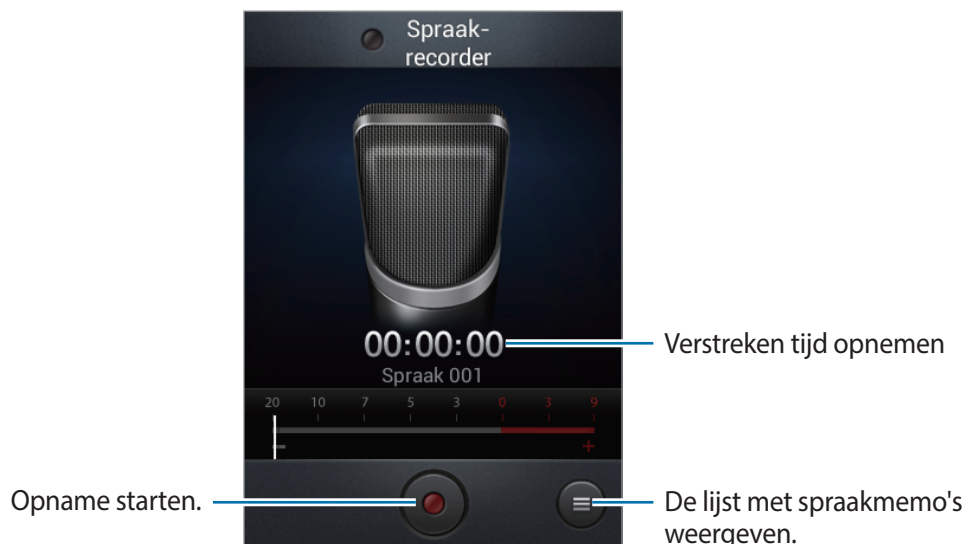 Spraak-
recorder
00:00:00
Verstreken tijd opnemen
Spraak 001
20 10 7 5 3 0 3 9
- +
Opname starten.
De lijst met spraakmemo's
weergeven.